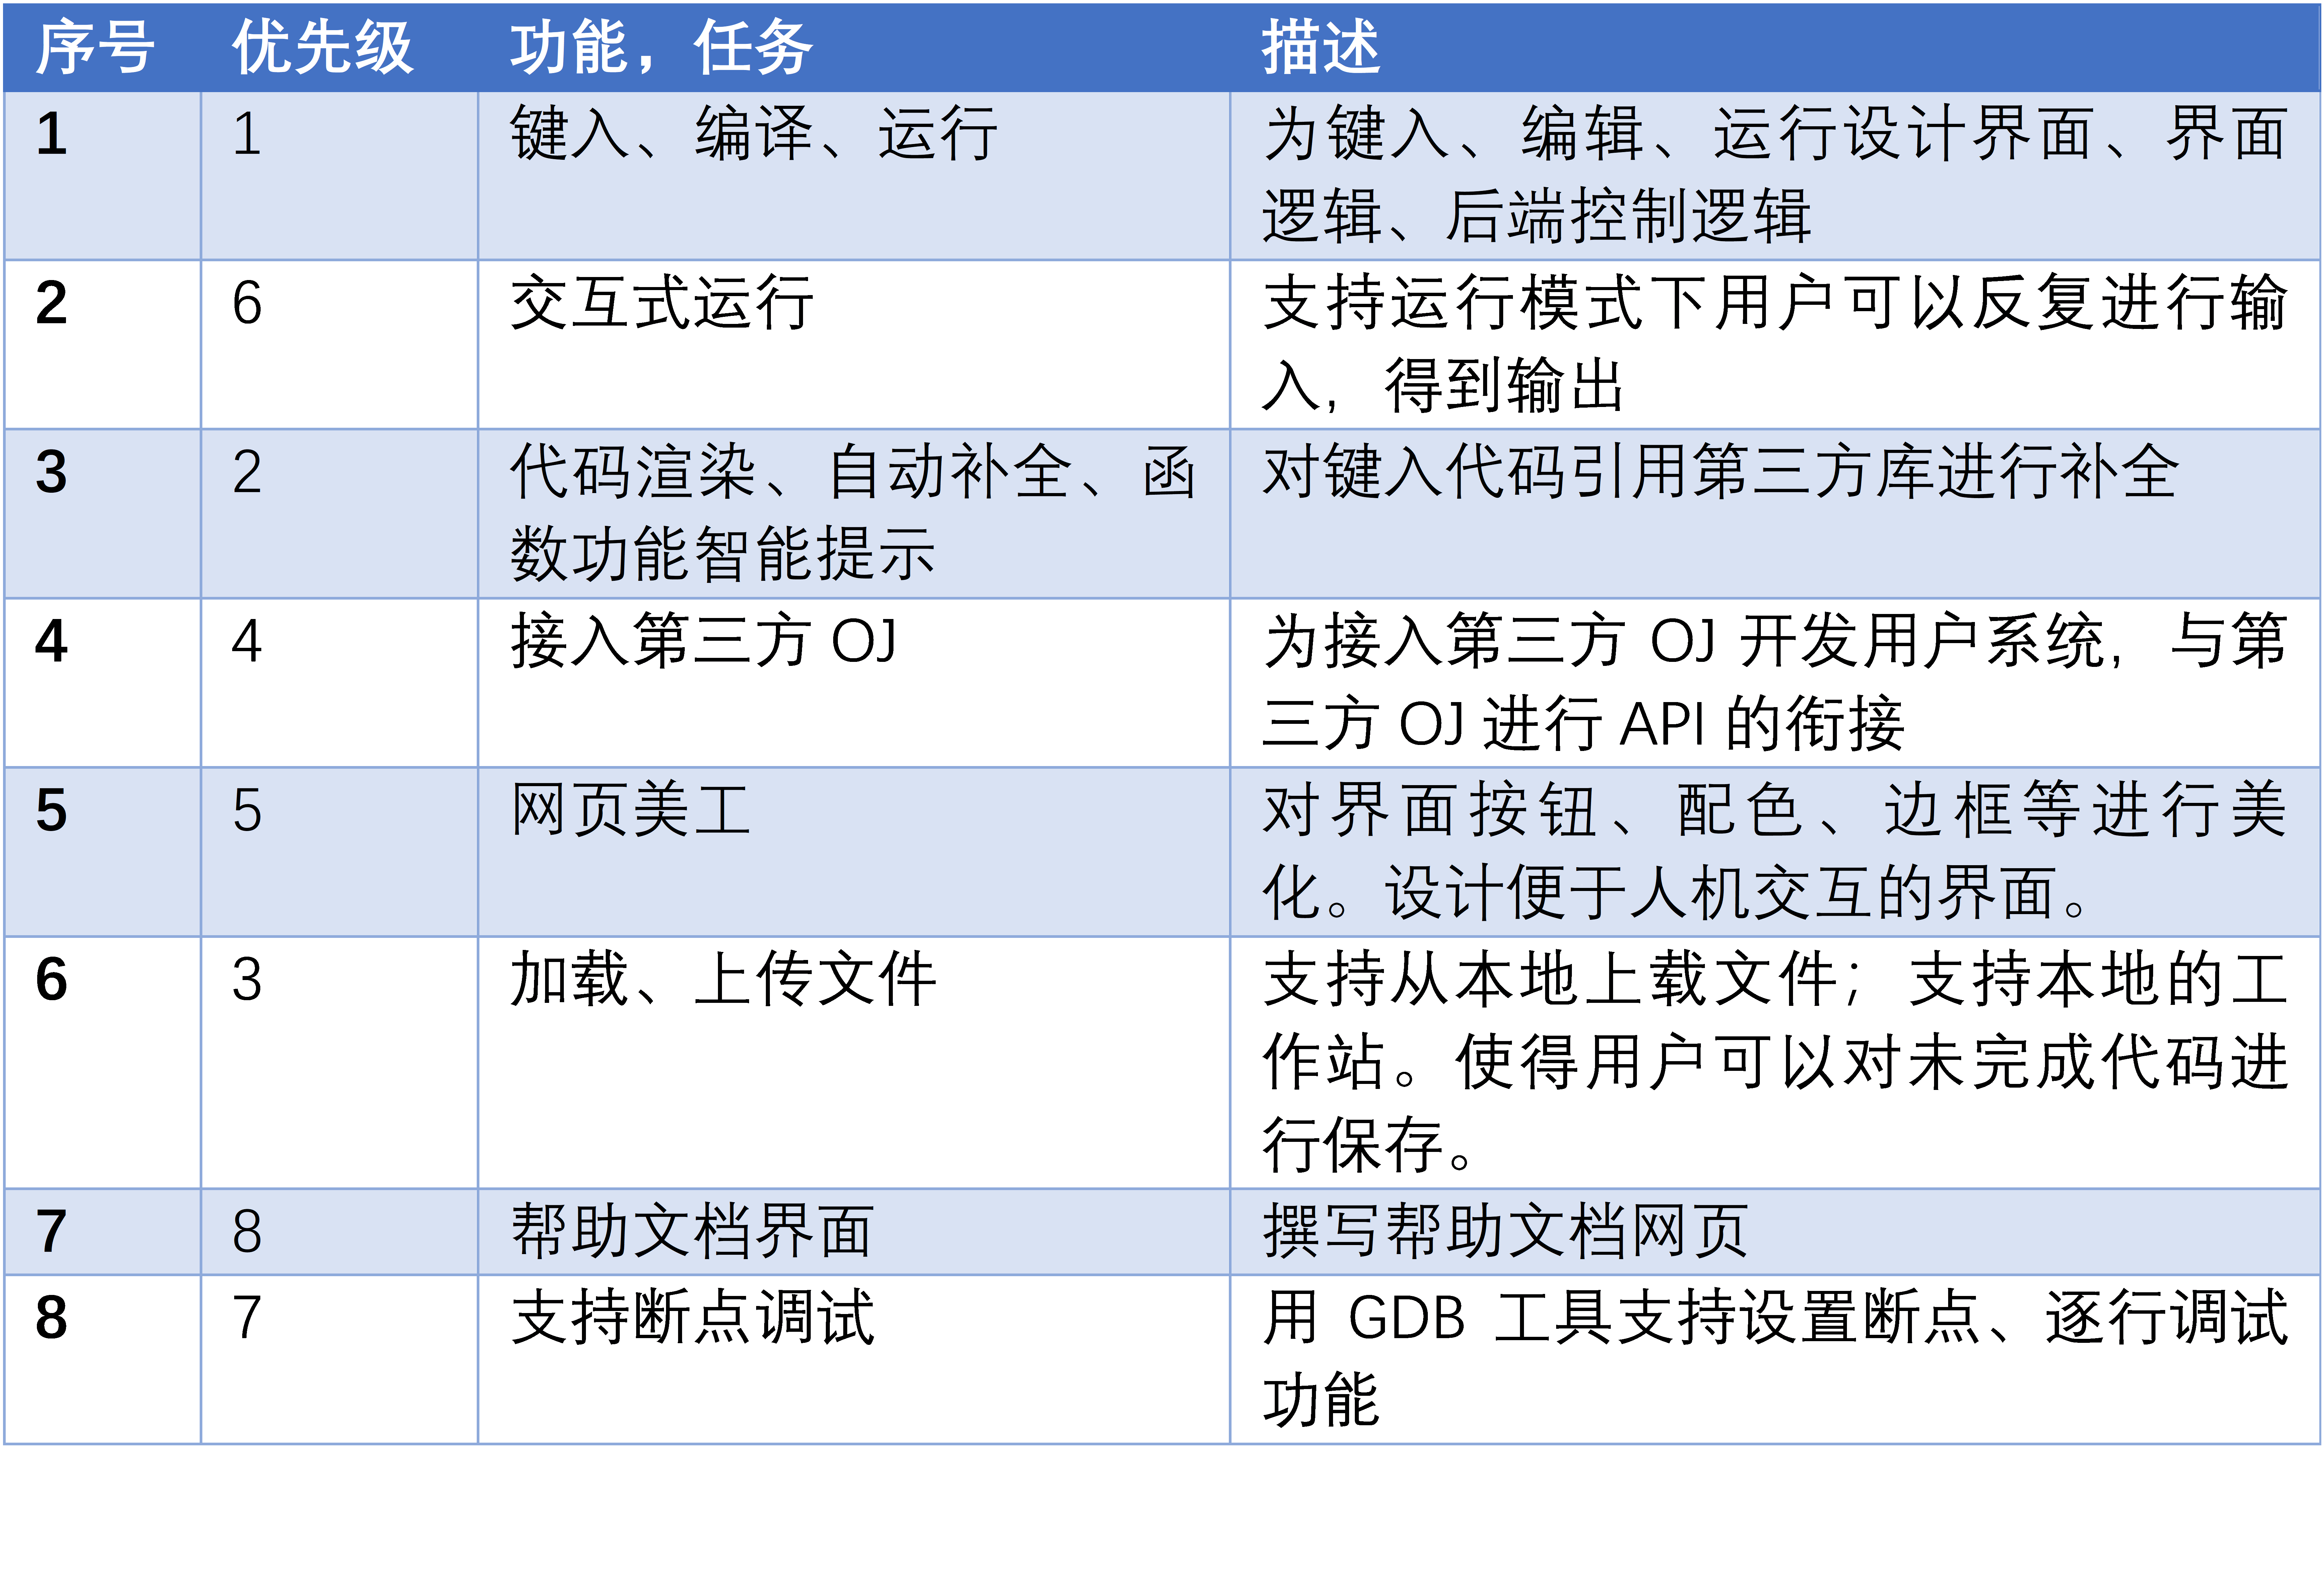 序号 优先级 功能，任务 描述
1 1 键入、编译、运行 为键入、编辑、运行设计界面、界面
逻辑、后端控制逻辑
2 6 交互式运行 支持运行模式下用户可以反复进行输
入，得到输出
3 2 代码渲染、自动补全、函 对键入代码引用第三方库进行补全
数功能智能提示
4 4 接入第三方 OJ 为接入第三方 OJ 开发用户系统，与第
三方 OJ 进行 API 的衔接
5 5 网页美工 对界面按钮、配色、边框等进行美
化。设计便于人机交互的界面。
6 3 加载、上传文件 支持从本地上载文件；支持本地的工
作站。使得用户可以对未完成代码进
行保存。
7 8 帮助文档界面 撰写帮助文档网页
8 7 支持断点调试 用 GDB 工具支持设置断点、逐行调试
功能